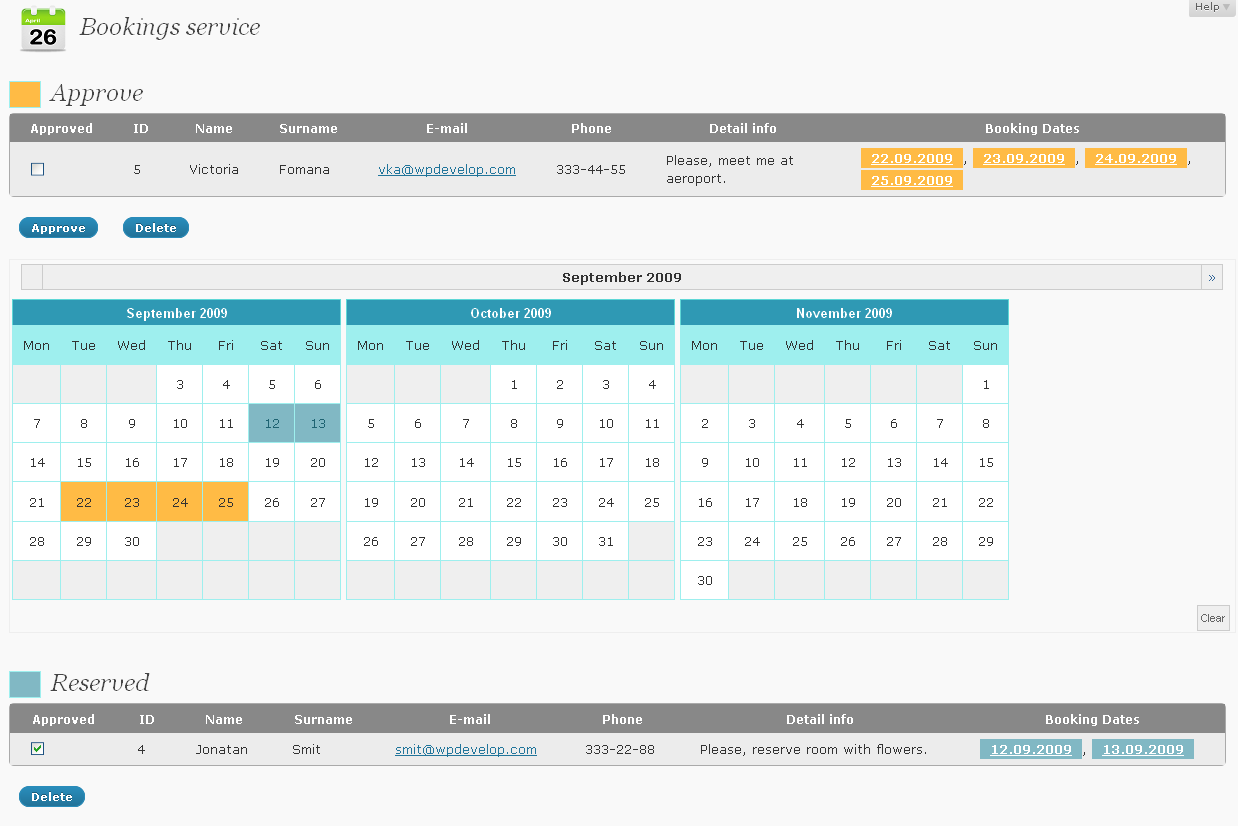 Help
April
26
Bookings service
Approve
Approved ID Name Surname E-mail Phone Detail info Booking Dates
5 Victoria Fomana vka@wpdevelop.com 333-44-55 Please, meet me at aeroport. 22.09.2009, 23.09.2009, 24.09.2009, 25.09.2009
Approve Delete
September 2009 »
September 2009 October 2009 November 2009
Mon Tue Wed Thu Fri Sat Sun Mon Tue Wed Thu Fri Sat Sun Mon Tue Wed Thu Fri Sat Sun
3 4 5 6 1 2 3 4 1
7 8 9 10 11 12 13 5 6 7 8 9 10 11 2 3 4 5 6 7 8
14 15 16 17 18 19 20 12 13 14 15 16 17 18 9 10 11 12 13 14 15
21 22 23 24 25 26 27 19 20 21 22 23 24 25 16 17 18 19 20 21 22
28 29 30 26 27 28 29 30 31 23 24 25 26 27 28 29
30
Clear
Reserved
Approved ID Name Surname E-mail Phone Detail info Booking Dates
4 Jonatan Smit smit@wpdevelop.com 333-22-88 Please, reserve room with flowers. 12.09.2009, 13.09.2009
Delete